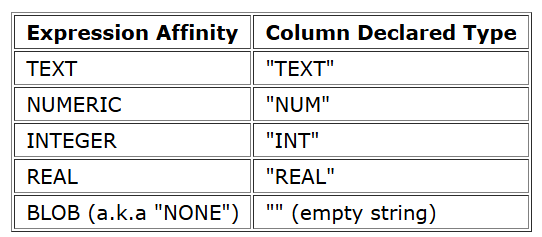 Expression Affinity Column Declared Type
TEXT "TEXT"
NUMERIC "NUM"
INTEGER "INT"
REAL "REAL"
BLOB (a.k.a "NONE") "" (empty string)